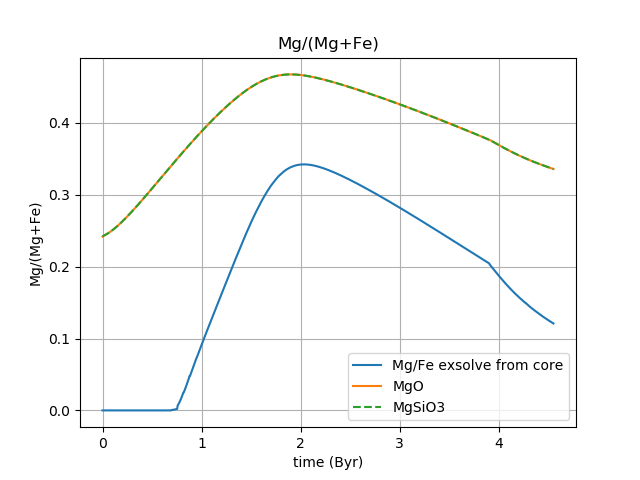 Mg/(Mg+Fe)
Mg/(Mg+Fe)
0.4
0.3
0.2
0.1
0.0
Mg/Fe exsolve from core
MgO
MgSiO3
0 1 2 3 4
time (Byr)